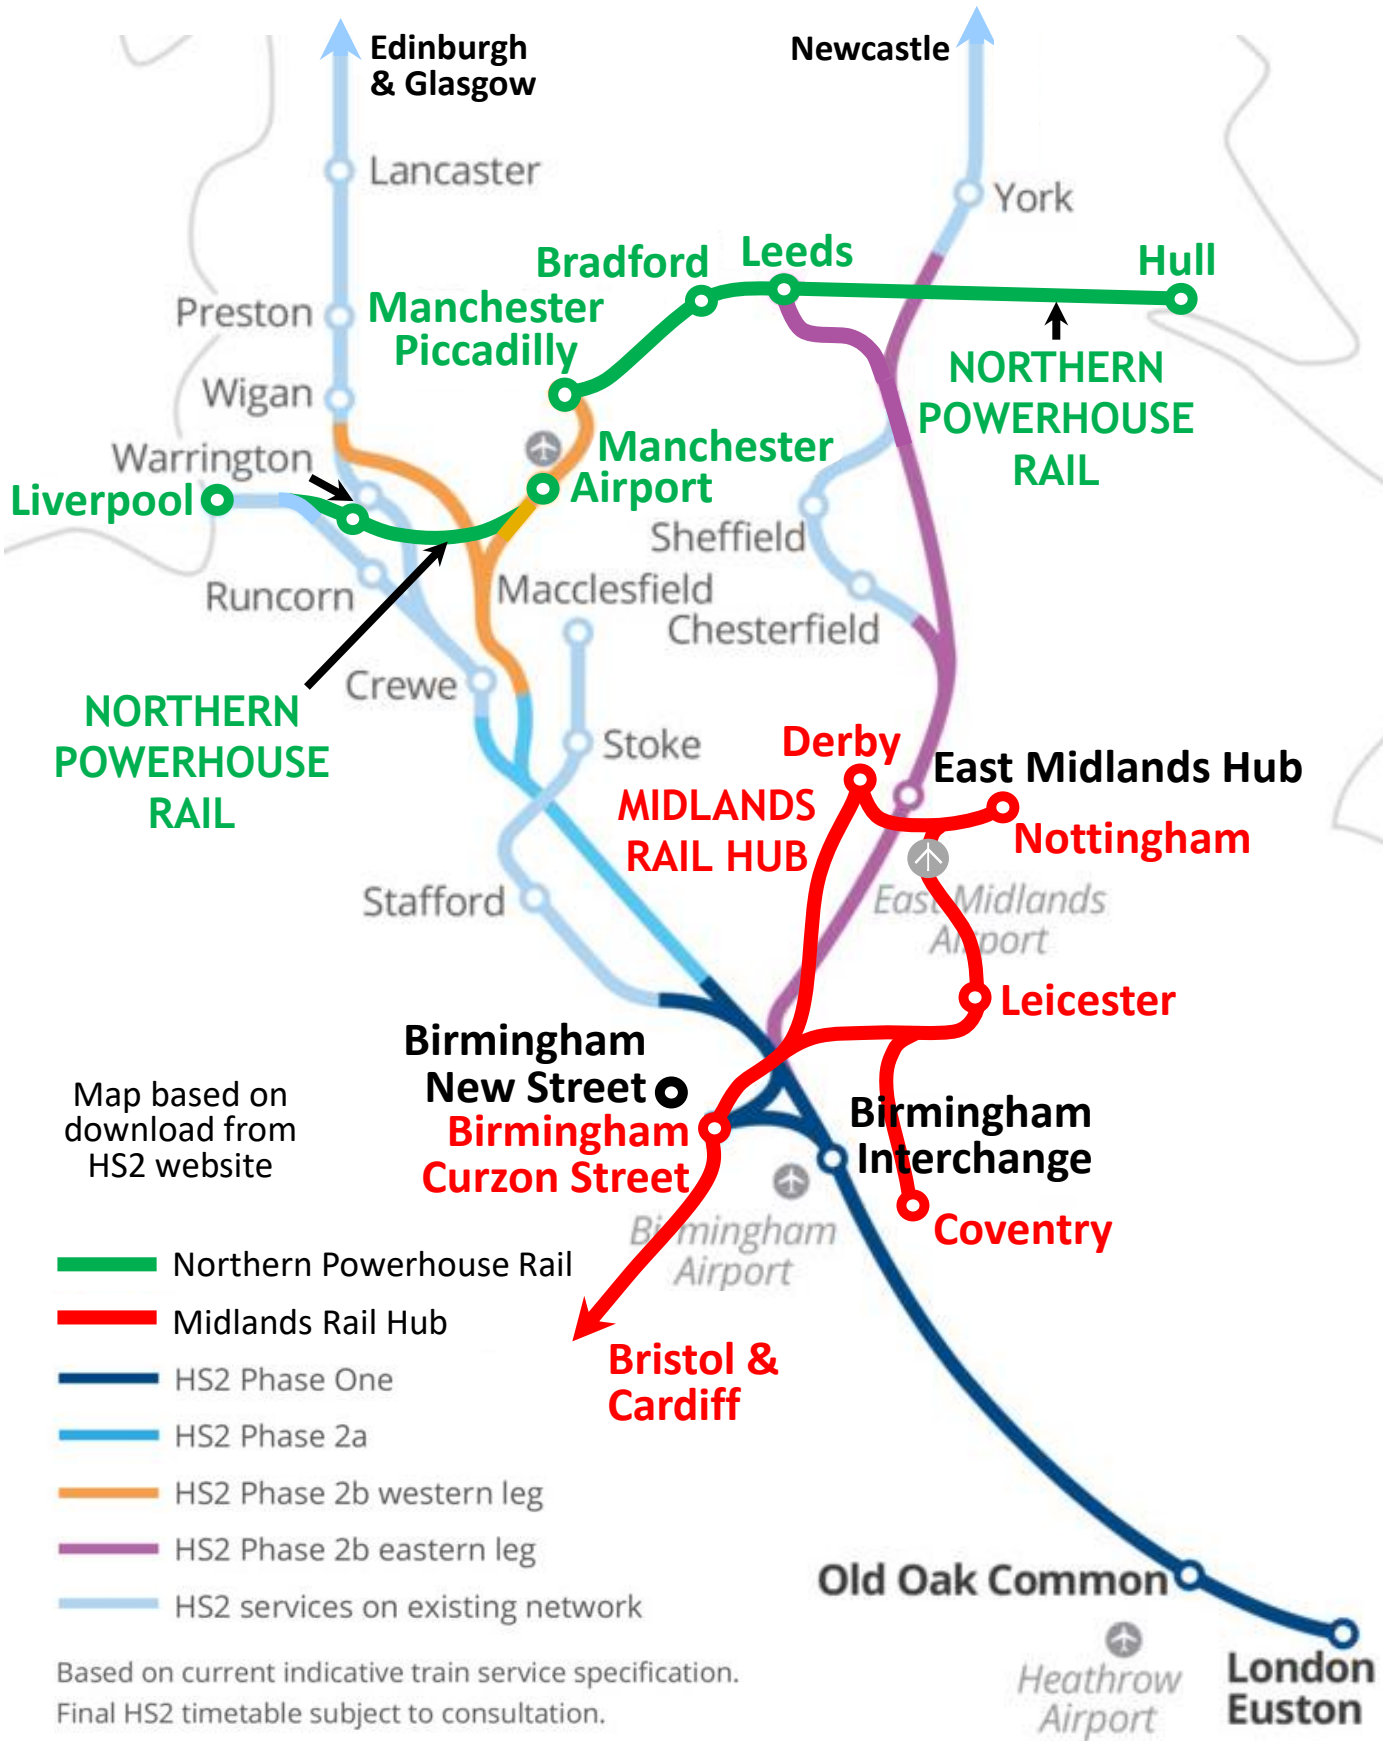 Edinburgh
& Glasgow
Newcastle
Lancaster
York
Bradford
Leeds
Hull
Preston
Manchester
Piccadilly
NORTHERN
POWERHOUSE
RAIL
Wigan
Warrington
Manchester
Airport
Liverpool
Sheffield
Runcorn
Macclesfield
Chesterfield
Crewe
NORTHERN
POWERHOUSE
RAIL
Stoke
Derby
East Midlands Hub
MIDLANDS
RAIL HUB
Nottingham
Stafford
East Midlands
Airport
Leicester
Birmingham
New Street
Birmingham
Curzon Street
Birmingham
Interchange
Map based on
download from
HS2 website
Coventry
Birmingham
Airport
Bristol &
Cardiff
Northern Powerhouse Rail
Midlands Rail Hub
HS2 Phase One
HS2 Phase 2a
HS2 Phase 2b western leg
HS2 Phase 2b eastern leg
HS2 services on existing network
Old Oak Common
Heathrow
Airport
London
Euston
Based on current indicative train service specification.
Final HS2 timetable subject to consultation.